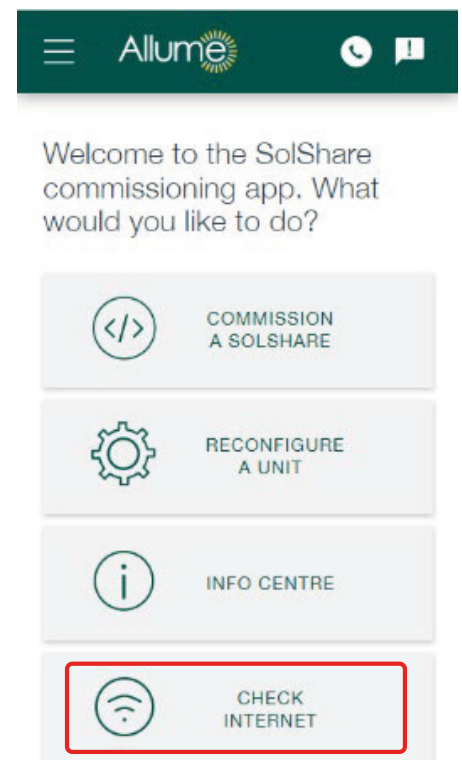 Allume
Welcome to the SolShare
commissioning app. What
would you like to do?
</>
COMMISSION
A SOLSHARE
RECONFIGURE
A UNIT
i
INFO CENTRE
CHECK
INTERNET